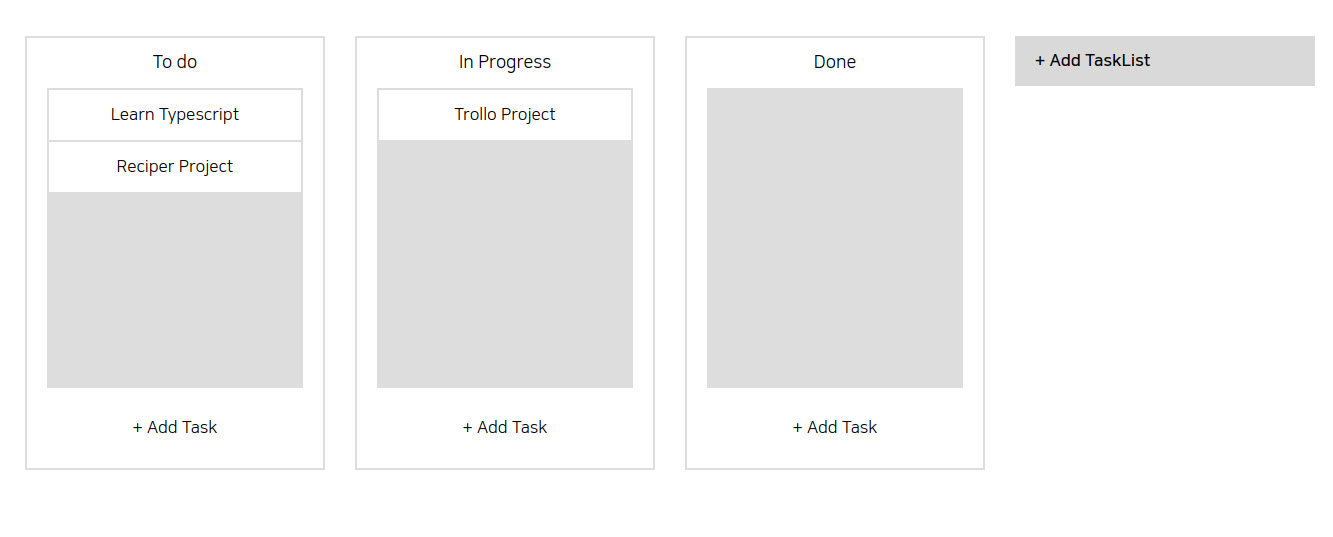 To do
Learn Typescript
Reciper Project
+ Add Task
In Progress
Trollo Project
+ Add Task
Done
+ Add Task
+ Add TaskList